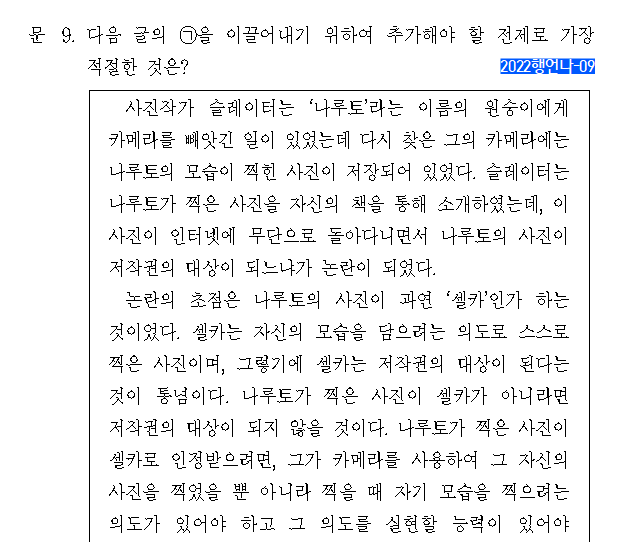 문 9. 다음 글의 ㉠을 이끌어내기 위하여 추가해야 할 전제로 가장
적절한 것은?
2022행언나-09
사진작가 슬레이터는 ‘나루토’라는 이름의 원숭이에게
카메라를 빼앗긴 일이 있었는데 다시 찾은 그의 카메라에는
나루토의 모습이 찍힌 사진이 저장되어 있었다. 슬레이터는
나루토가 찍은 사진을 자신의 책을 통해 소개하였는데, 이
사진이 인터넷에 무단으로 돌아다니면서 나루토의 사진이
저작권의 대상이 되느냐가 논란이 되었다.
논란의 초점은 나루토의 사진이 과연 ‘셀카’인가 하는
것이었다. 셀카는 자신의 모습을 담으려는 의도로 스스로
찍은 사진이며, 그렇기에 셀카는 저작권의 대상이 된다는
것이 통념이다. 나루토가 찍은 사진이 셀카가 아니라면
저작권의 대상이 되지 않을 것이다. 나루토가 찍은 사진이
셀카로 인정받으려면, 그가 카메라를 사용하여 그 자신의
사진을 찍었을 뿐 아니라 찍을 때 자기 모습을 찍으려는
의도가 있어야 하고 그 의도를 실현할 능력이 있어야